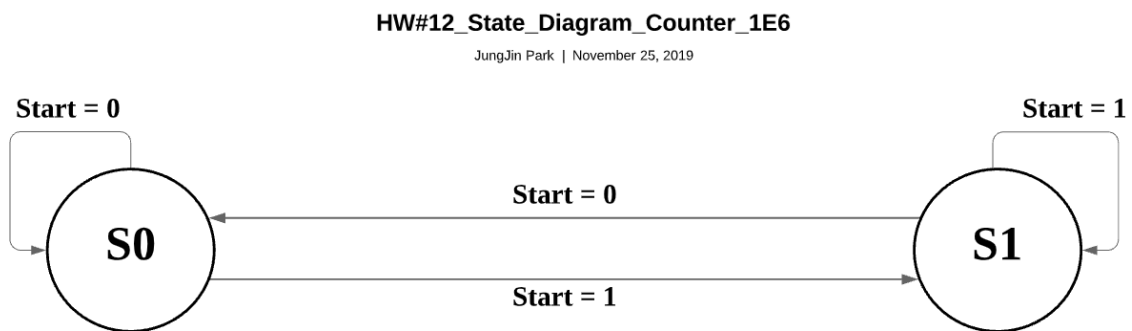 HW#12_State_Diagram_Counter_1E6
JungJin Park | November 25, 2019
Start = 0
Start = 1
Start = 0
S0
S1
Start = 1